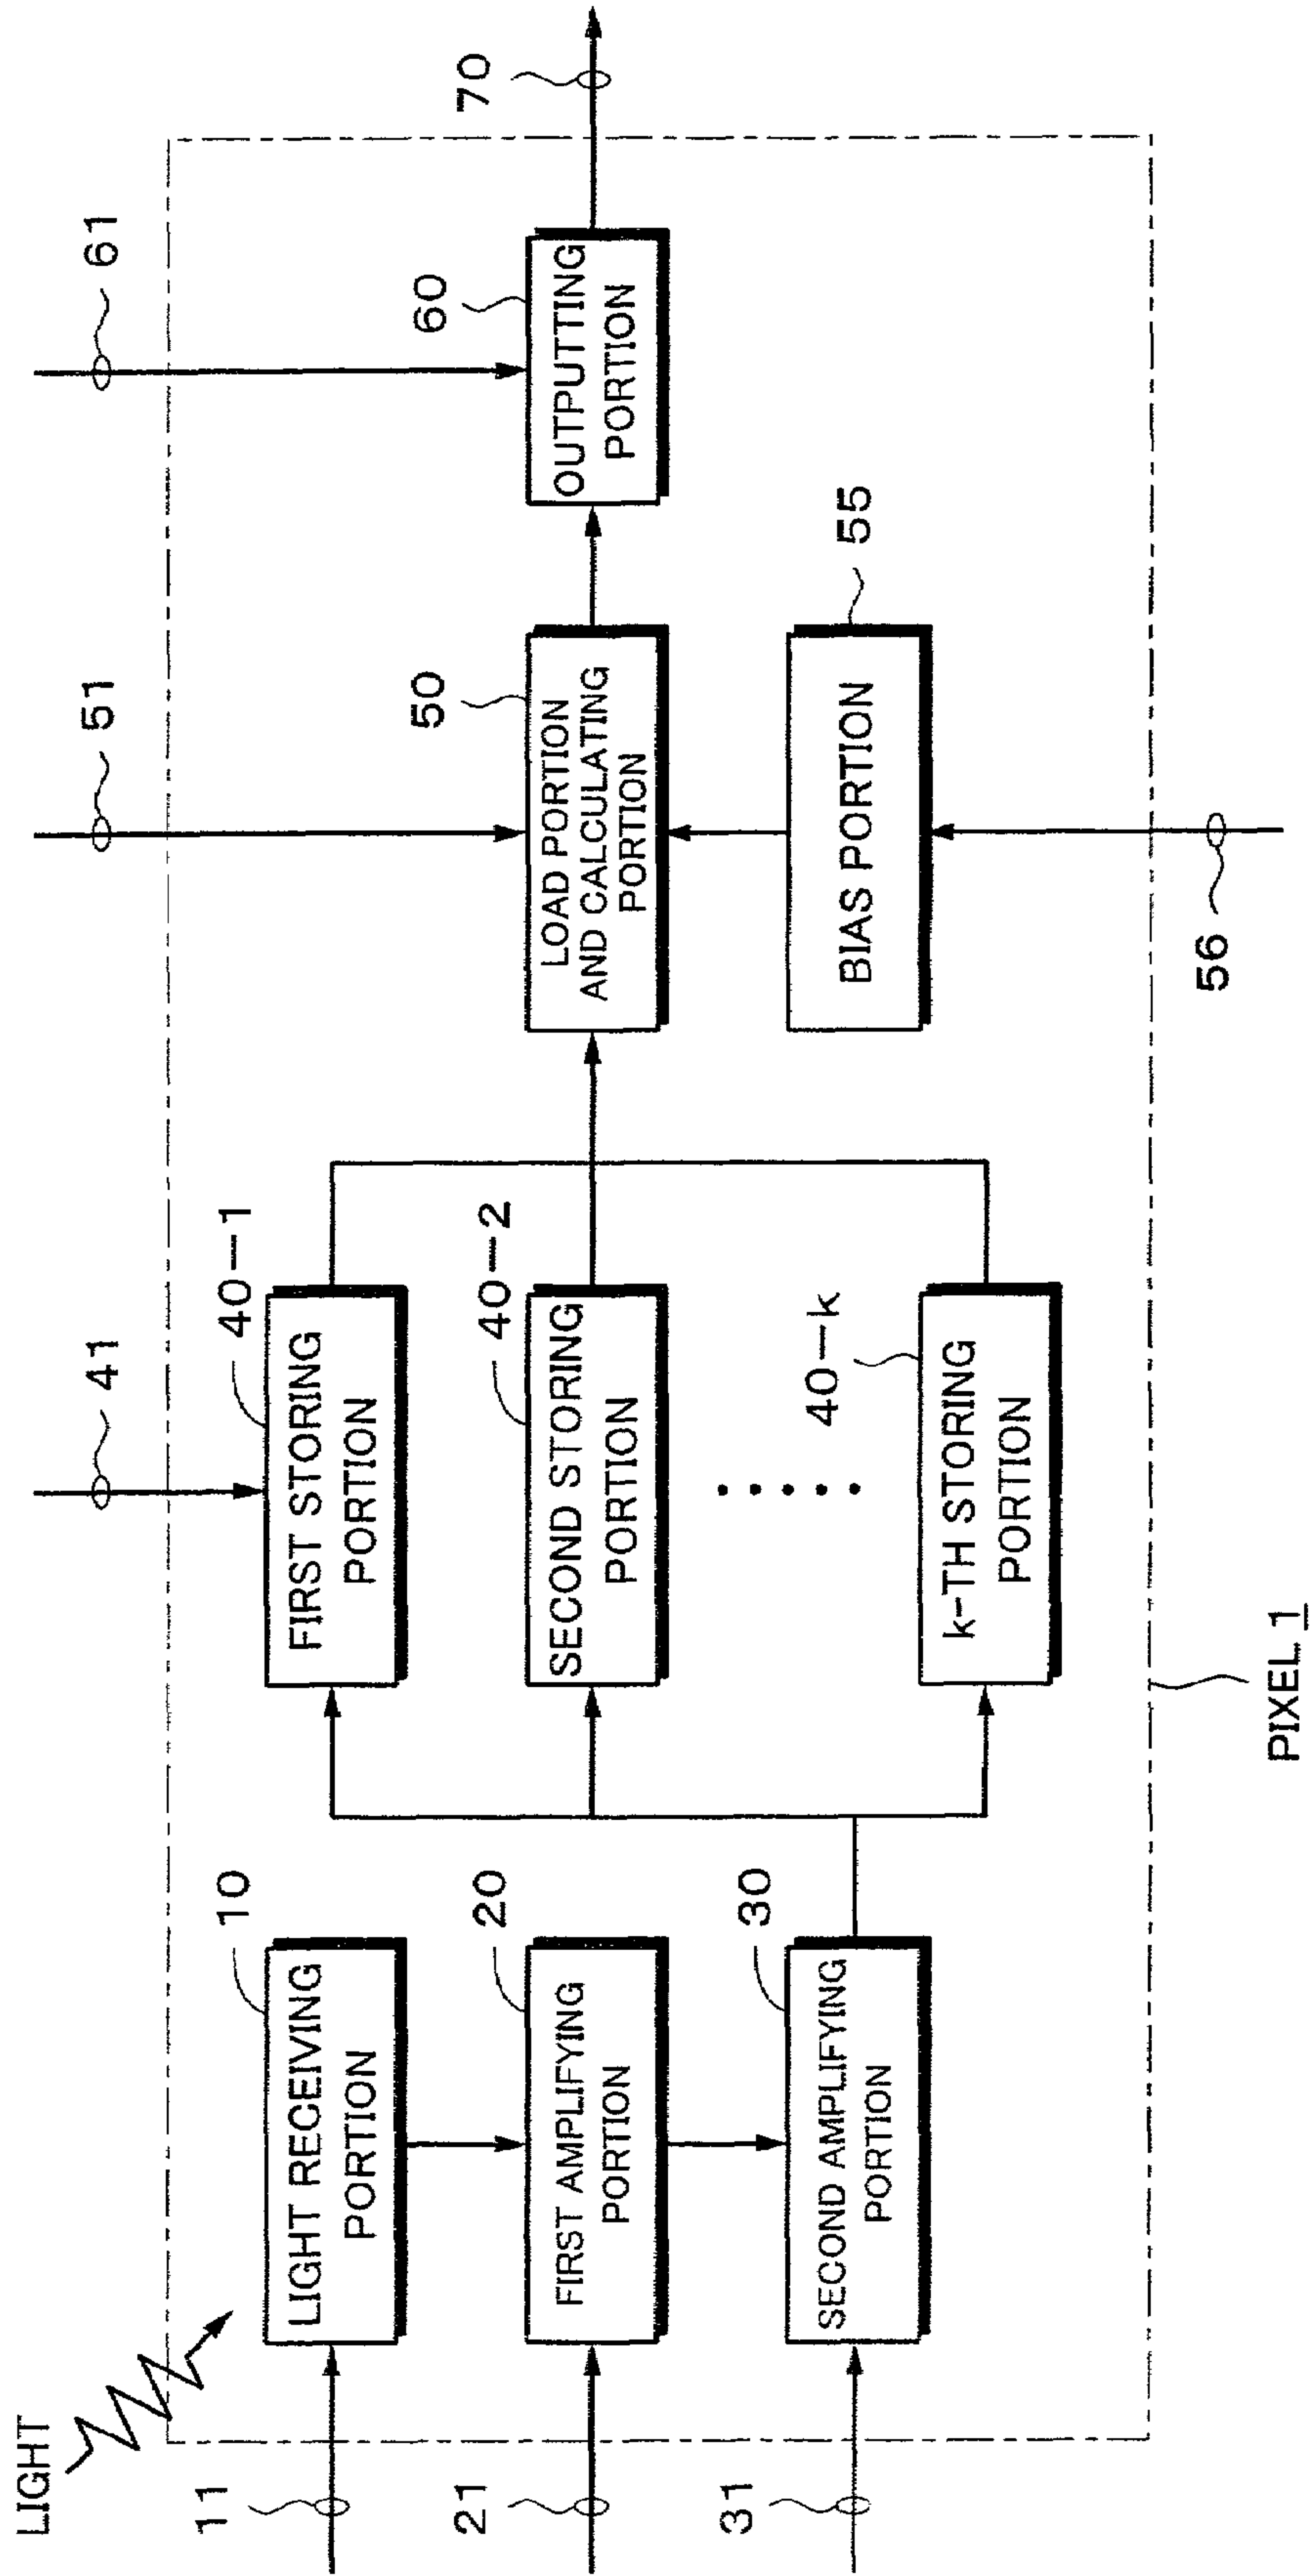 LIGHT
11
21
31
10
LIGHT RECEIVING
PORTION
20
FIRST AMPLIFYING
PORTION
30
SECOND AMPLIFYING
PORTION
41
40-1
FIRST STORING
PORTION
40-2
SECOND STORING
PORTION
40-k
k-TH STORING
PORTION
51
50
LOAD PORTION
AND CALCULATING
PORTION
55
BIAS PORTION
56
61
60
OUTPUTTING
PORTION
70
PIXEL 1